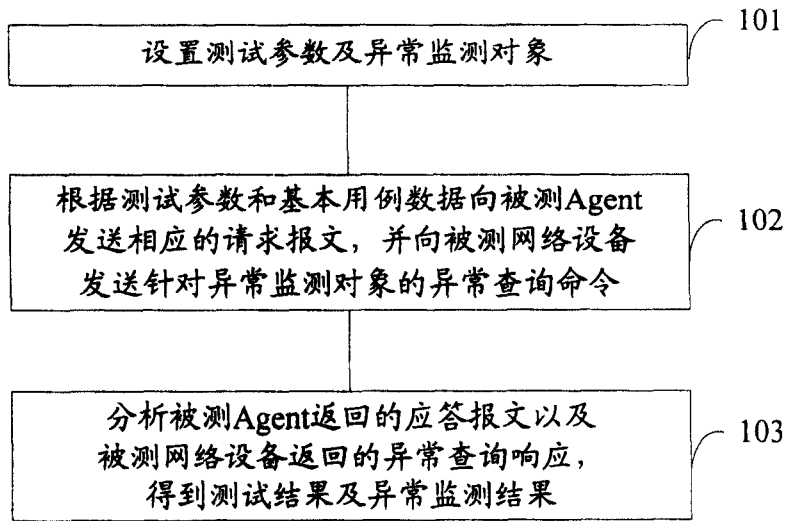 101
设置测试参数及异常监测对象
根据测试参数和基本用例数据向被测Agent
发送相应的请求报文，并向被测网络设备
发送针对异常监测对象的异常查询命令
102
分析被测Agent返回的应答报文以及
被测网络设备返回的异常查询响应，
得到测试结果及异常监测结果
103